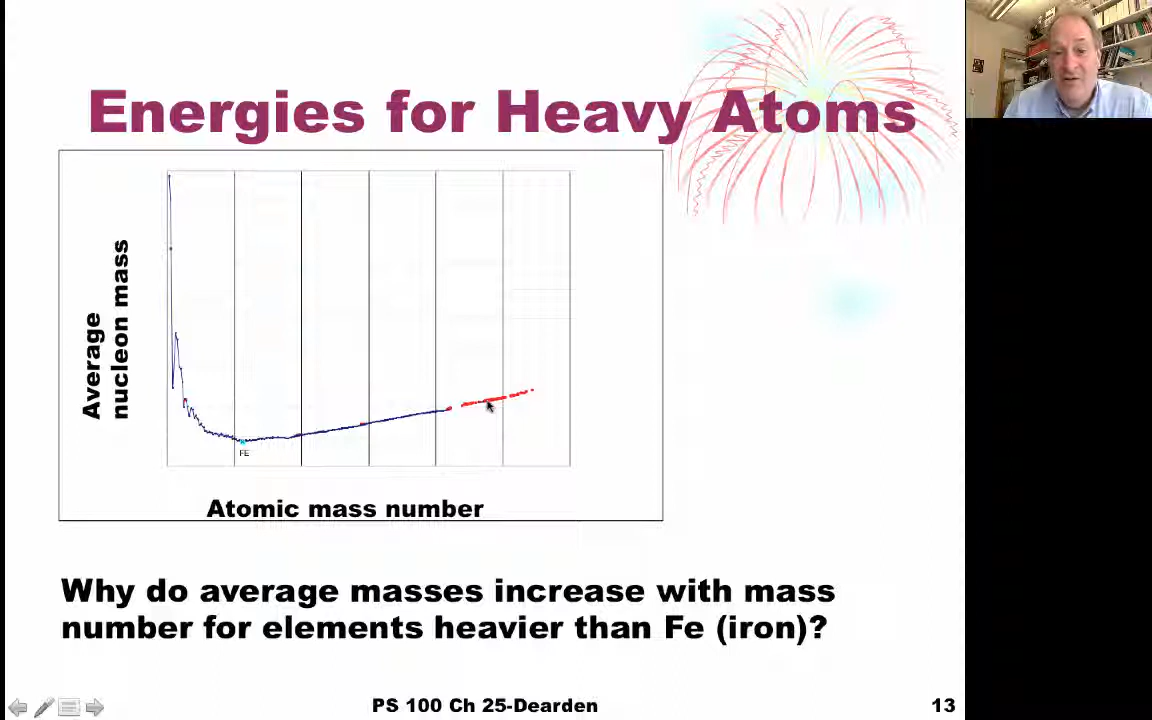 Energies for Heavy Atoms
Average
nucleon mass
FE
Atomic mass number
Why do average masses increase with mass
number for elements heavier than Fe (iron)?
PS 100 Ch 25-Dearden
13